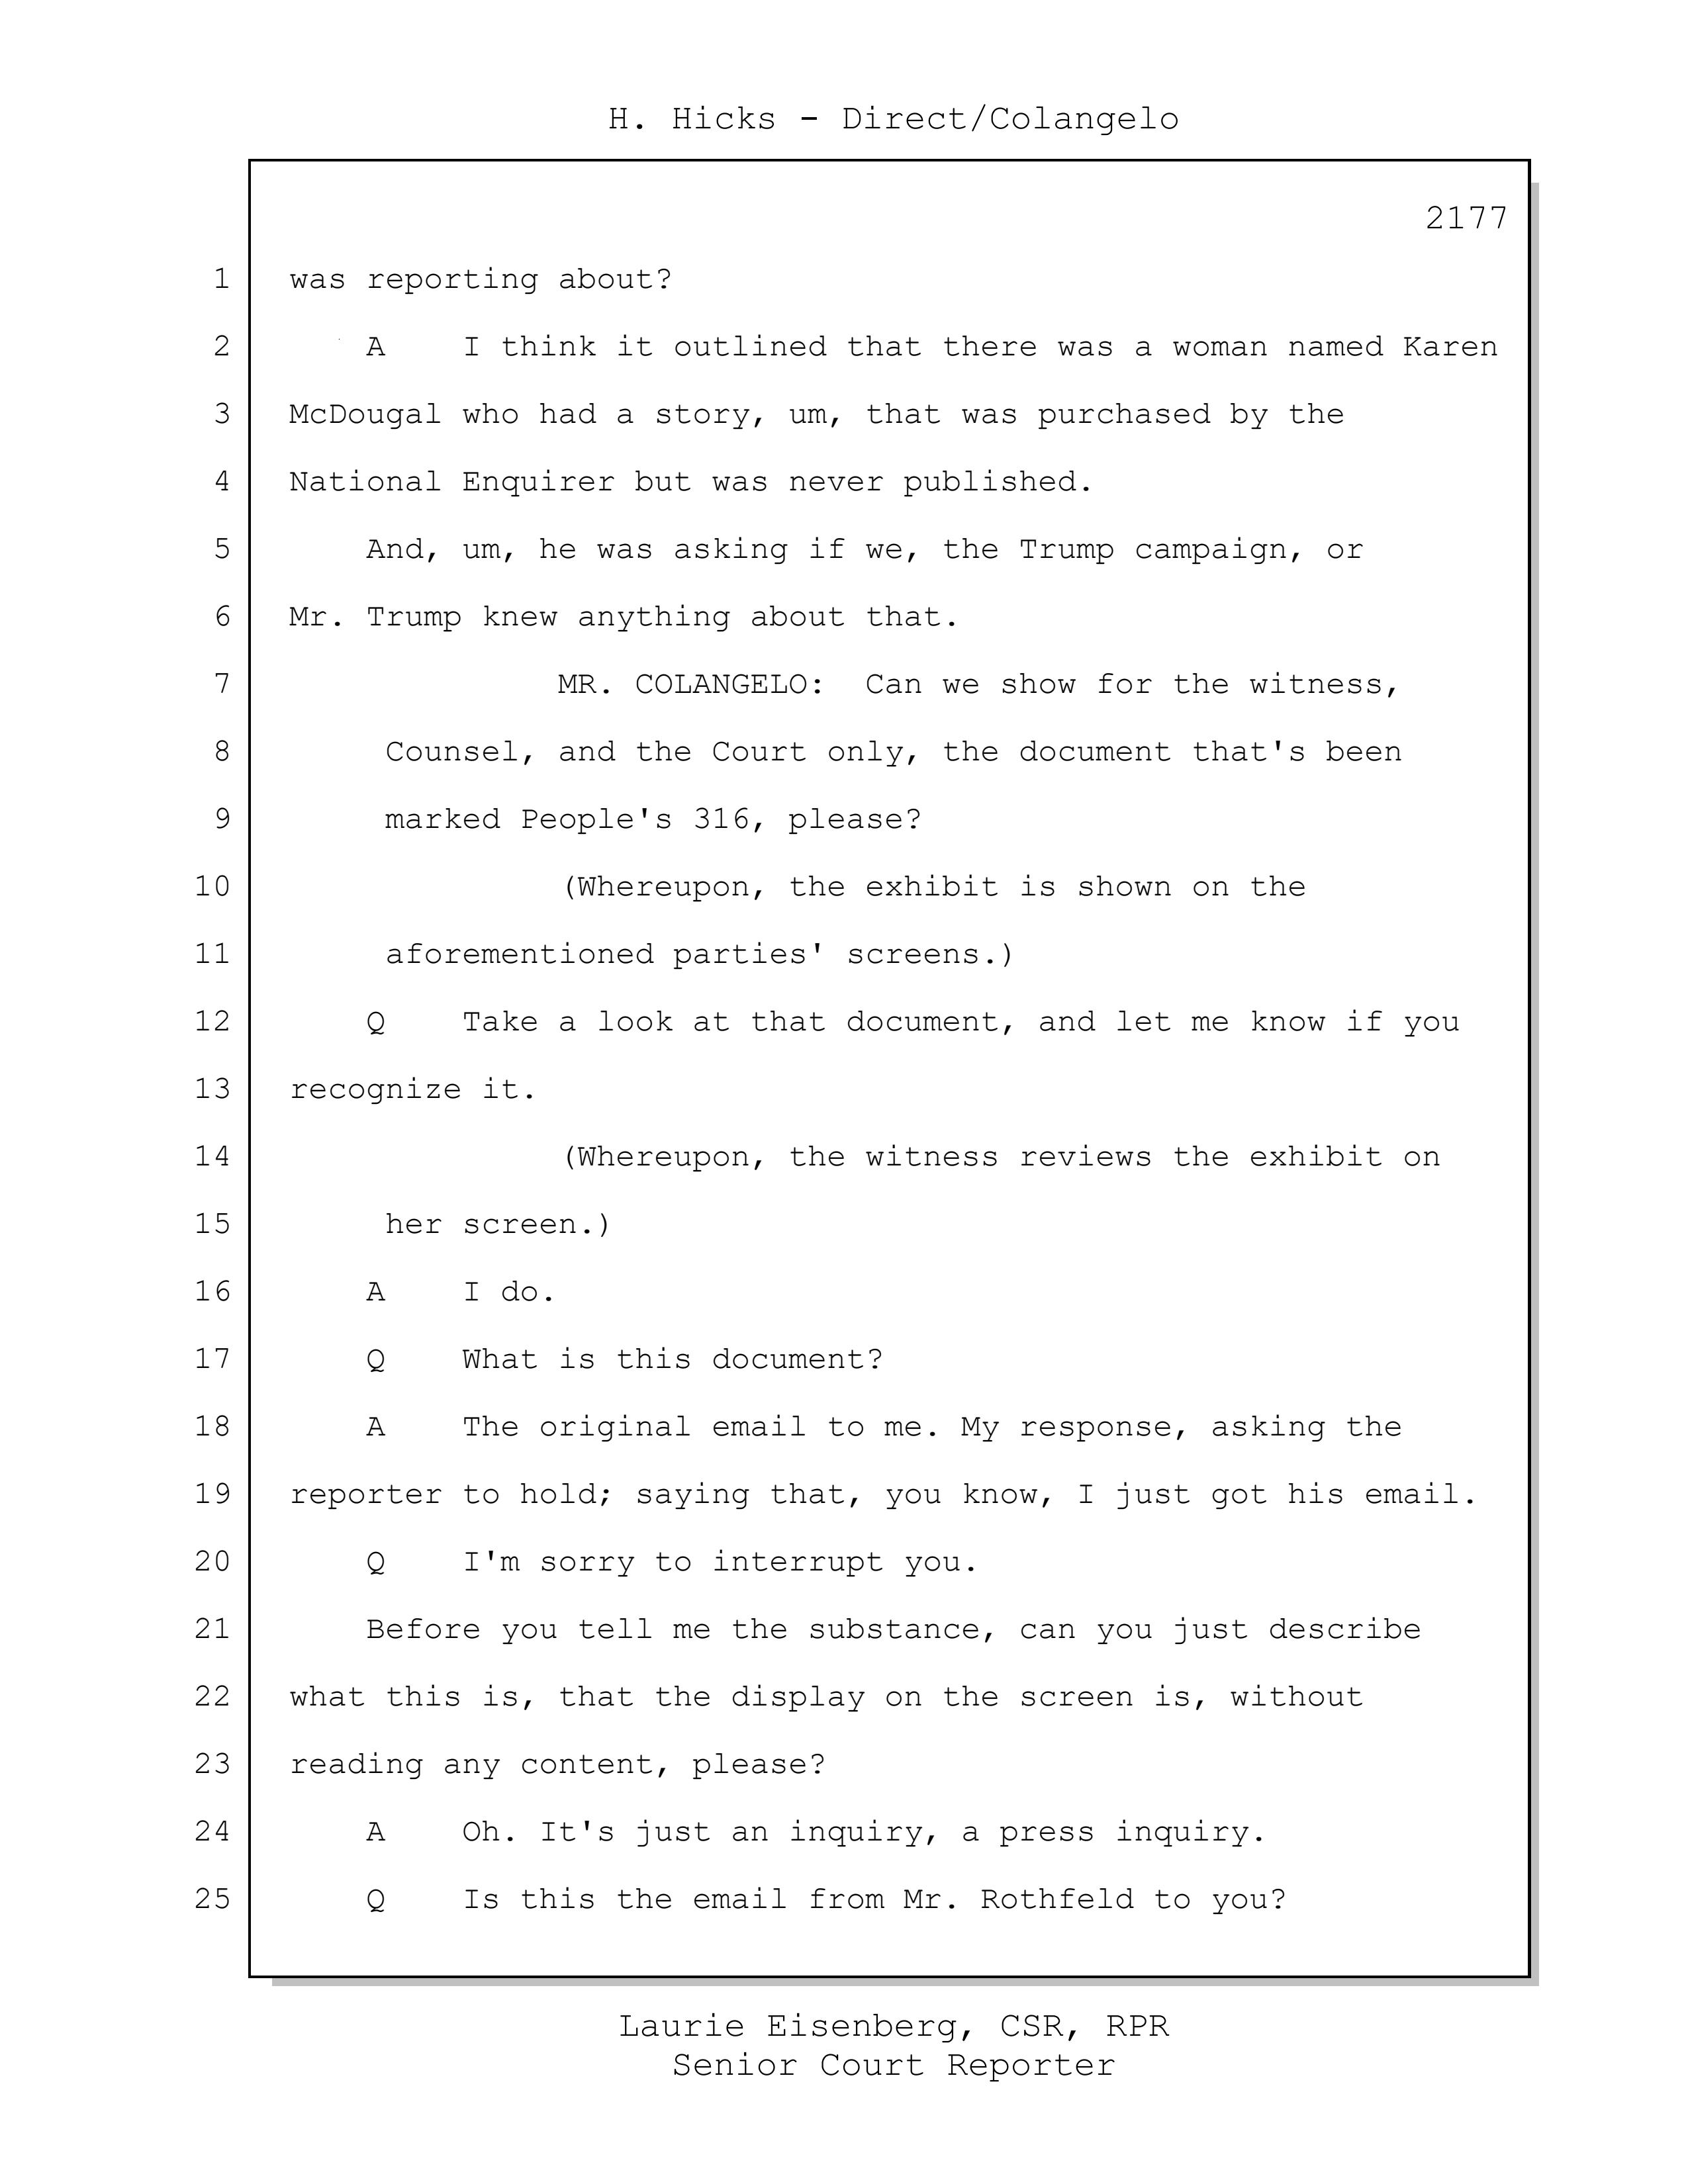 H. Hicks - Direct/Colangelo
2177
1 was reporting about?
2 A I think it outlined that there was a woman named Karen
3 McDougal who had a story, um, that was purchased by the
4 National Enquirer but was never published.
5 And, um, he was asking if we, the Trump campaign, or
6 Mr. Trump knew anything about that.
7 MR. COLANGELO: Can we show for the witness,
8 Counsel, and the Court only, the document that's been
9 marked People's 316, please?
10 (Whereupon, the exhibit is shown on the
11 aforementioned parties' screens.)
12 Q Take a look at that document, and let me know if you
13 recognize it.
14 (Whereupon, the witness reviews the exhibit on
15 her screen.)
16 A I do.
17 Q What is this document?
18 A The original email to me. My response, asking the
19 reporter to hold; saying that, you know, I just got his email.
20 Q I'm sorry to interrupt you.
21 Before you tell me the substance, can you just describe
22 what this is, that the display on the screen is, without
23 reading any content, please?
24 A Oh. It's just an inquiry, a press inquiry.
25 Q Is this the email from Mr. Rothfeld to you?
Laurie Eisenberg, CSR, RPR
Senior Court Reporter